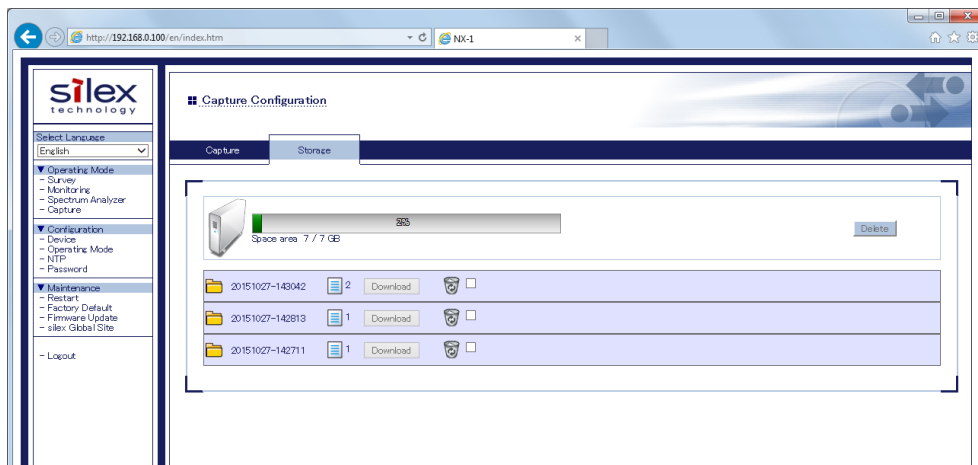 http://192.168.0.100/en/index.htm
NX-1
silex
technology
Capture Configuration
Select Language
English
Capture
Storage
▼ Operating Mode
- Survey
- Monitoring
- Spectrum Analyzer
- Capture
▼ Configuration
- Device
- Operating Mode
- NTP
- Password
▼ Maintenance
- Restart
- Factory Default
- Firmware Update
- silex Global Site
- Logout
Space area 7 / 7 GB
Delete
20151027-143042 2 Download
20151027-142813 1 Download
20151027-142711 1 Download